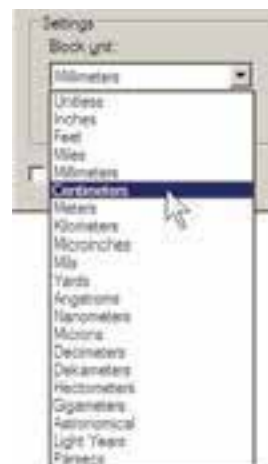 Settings
Block unit:
Millimeters
Unitless
Inches
Feet
Miles
Millimeters
Centimeters
Meters
Kilometers
Microinches
Mils
Yards
Angstroms
Nanometers
Microns
Decimeters
Dekameters
Hectometers
Gigameters
Astronomical
Light Years
Parsecs